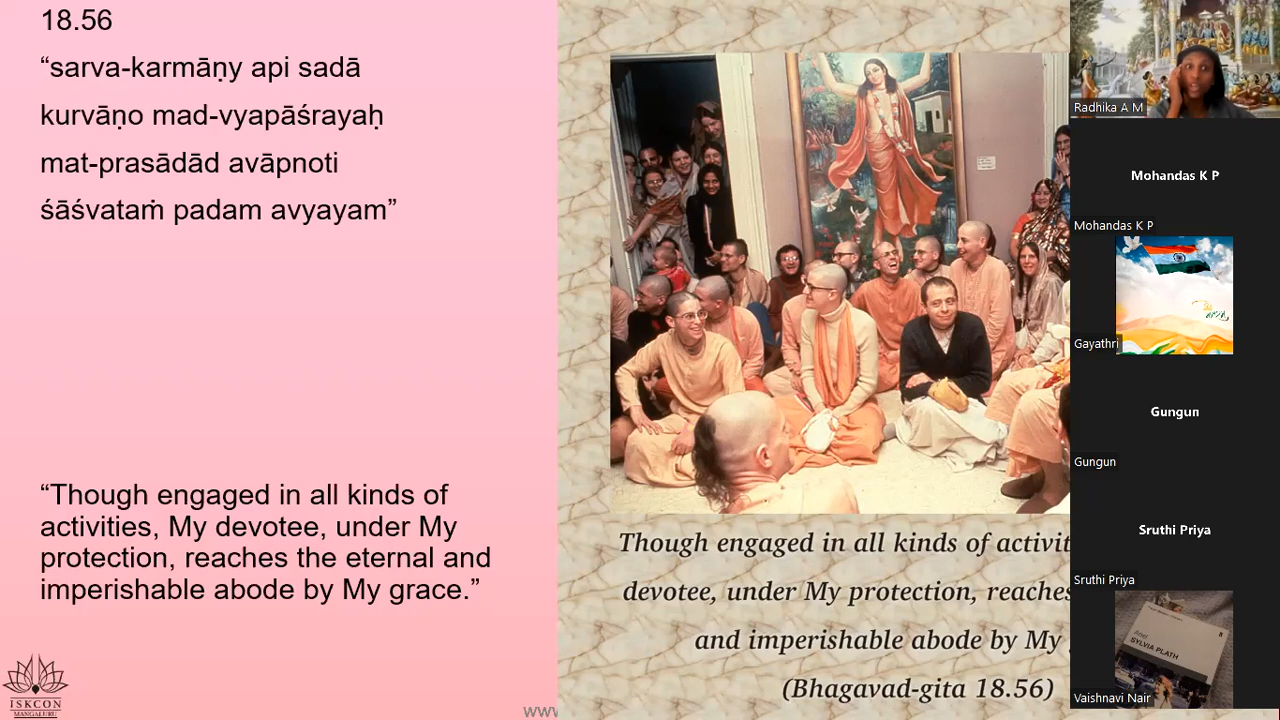 18.56
“sarva-karmāṇy api sadā
kurvāṇo mad-vyapāśrayaḥ
mat-prasādād avāpnoti
śāśvataṁ padam avyayam”
“Though engaged in all kinds of
activities, My devotee, under My
protection, reaches the eternal and
imperishable abode by My grace.”
ISKCON
MANGALURU
www
Though engaged in all kinds of activit
devotee, under My protection, reaches
and imperishable abode by My
(Bhagavad-gita 18.56)
Radhika A M
Mohandas K P
Mohandas K P
Gayathri
Gungun
Gungun
Sruthi Priya
Sruthi Priya
Ariel
SYLVIA PLATH
Vaishnavi Nair